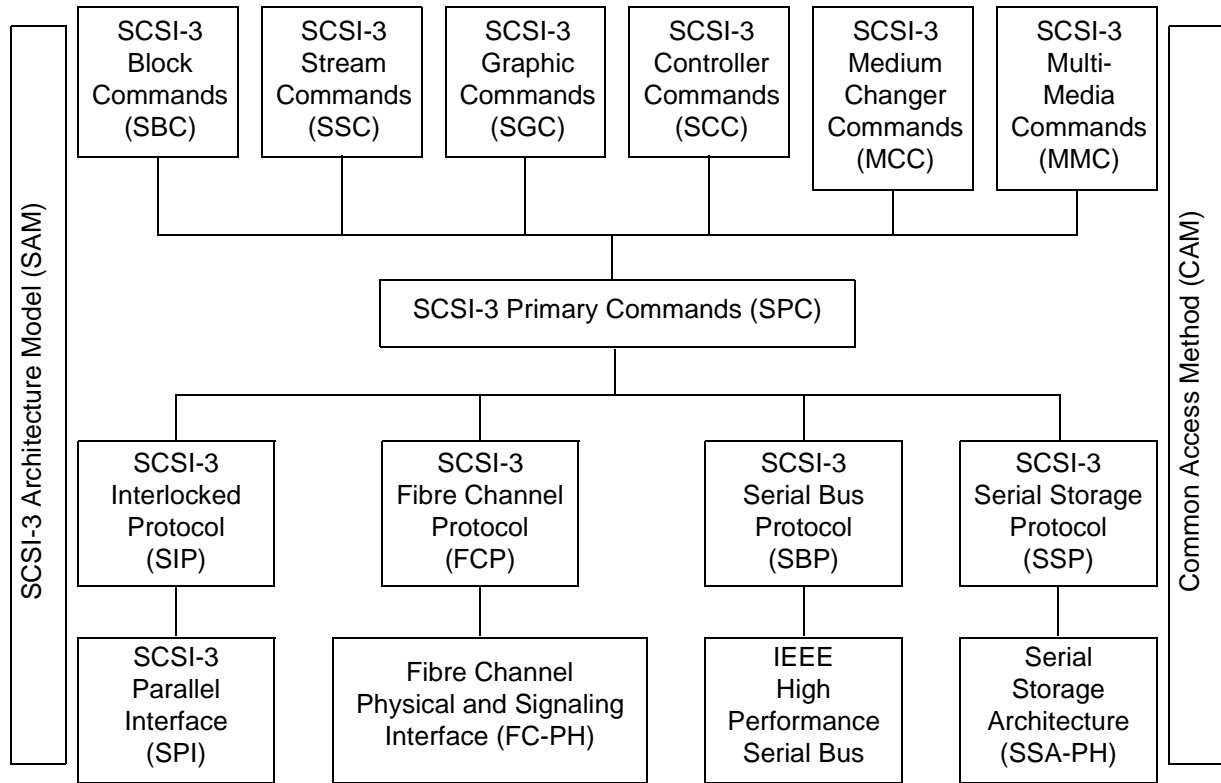 SCSI-3 Architecture Model (SAM)
SCSI-3
Block
Commands
(SBC)
SCSI-3
Stream
Commands
(SSC)
SCSI-3
Graphic
Commands
(SGC)
SCSI-3
Controller
Commands
(SCC)
SCSI-3
Medium
Changer
Commands
(MCC)
SCSI-3
Multi-
Media
Commands
(MMC)
Common Access Method (CAM)
SCSI-3 Primary Commands (SPC)
SCSI-3
Interlocked
Protocol
(SIP)
SCSI-3
Fibre Channel
Protocol
(FCP)
SCSI-3
Serial Bus
Protocol
(SBP)
SCSI-3
Serial Storage
Protocol
(SSP)
SCSI-3
Parallel
Interface
(SPI)
Fibre Channel
Physical and Signaling
Interface (FC-PH)
IEEE
High
Performance
Serial Bus
Serial
Storage
Architecture
(SSA-PH)